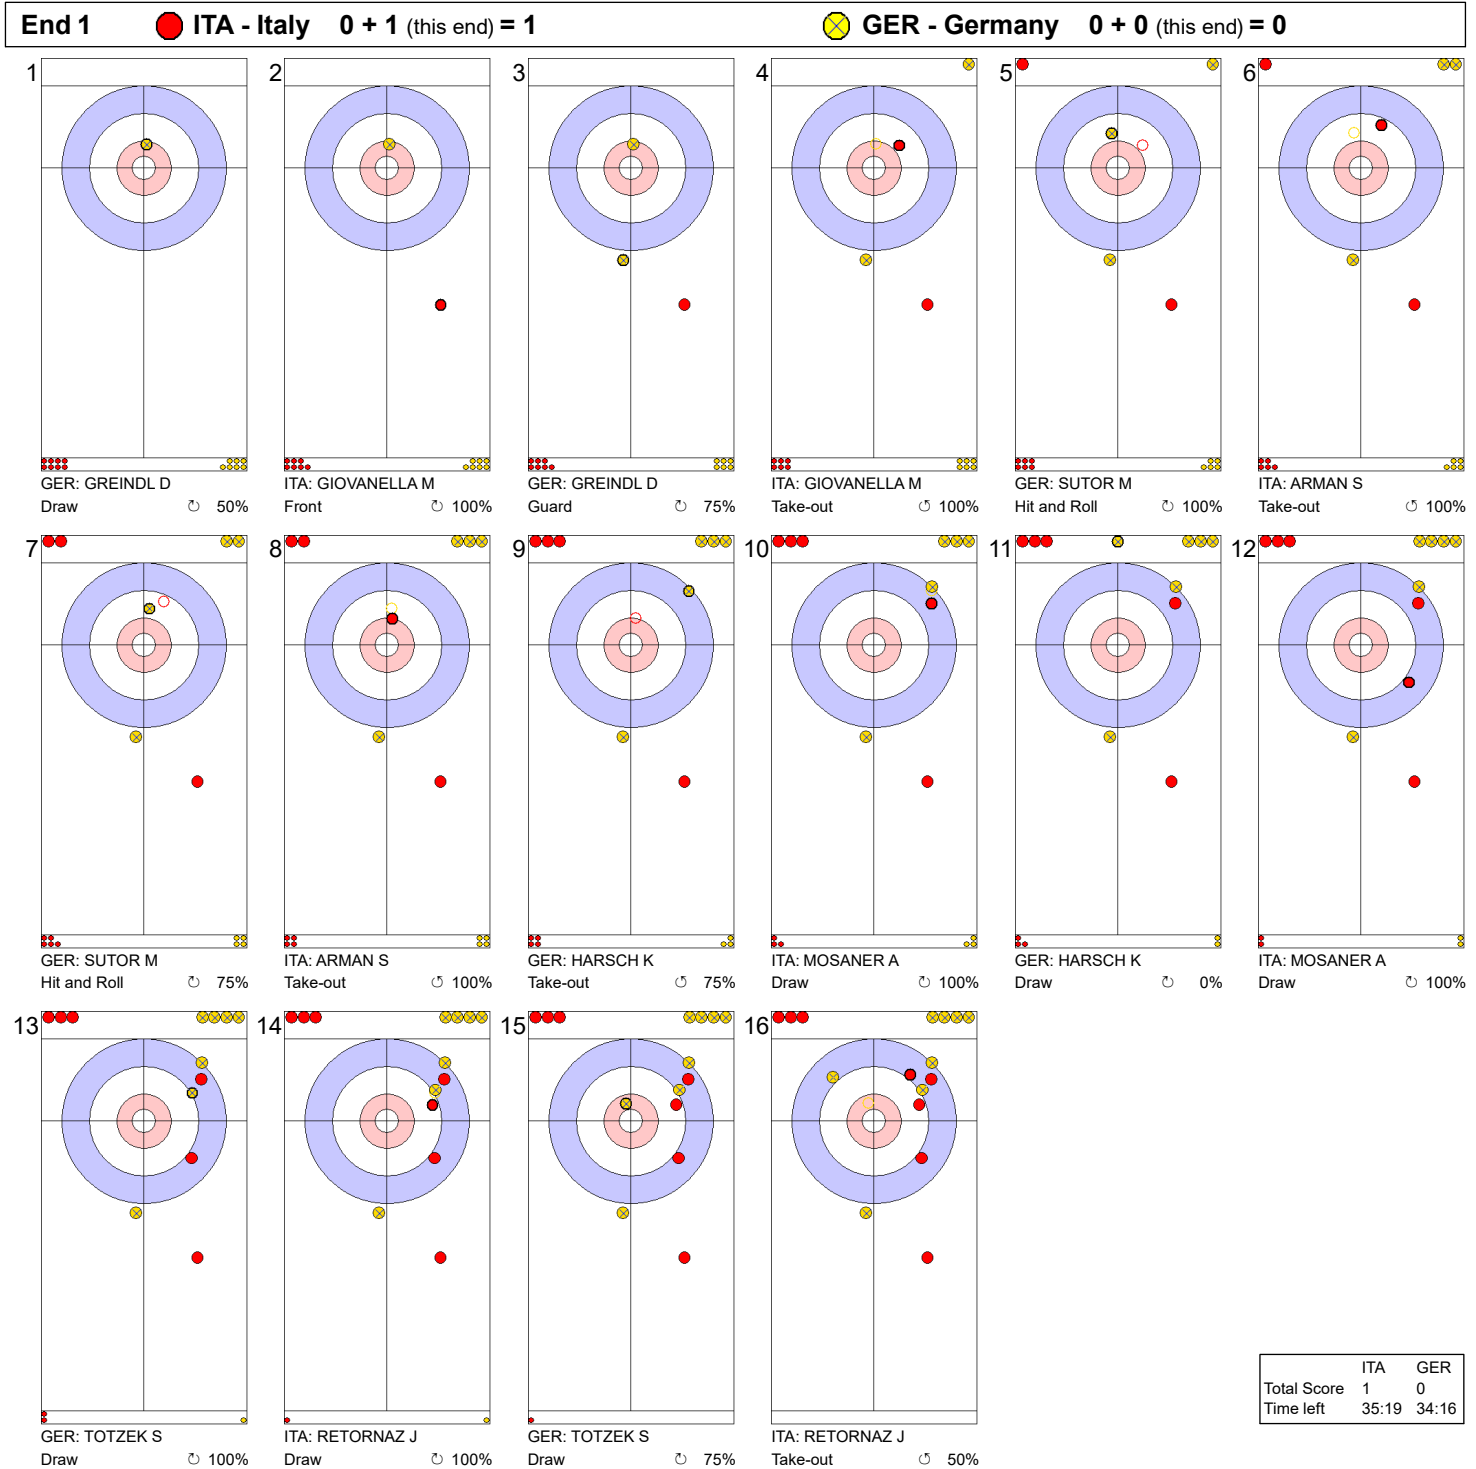 End 1 ITA - Italy 0 + 1 (this end) = 1 GER - Germany 0 + 0 (this end) = 0
1 2 3 4 5 6
GER: GREINDL D ITA: GIOVANELLA M GER: GREINDL D ITA: GIOVANELLA M GER: SUTOR M ITA: ARMAN S
Draw ↻ 50% Front ↻ 100% Guard ↺ 75% Take-out ↺ 100% Hit and Roll ↻ 100% Take-out ↺ 100%
7 8 9 10 11 12
GER: SUTOR M ITA: ARMAN S GER: HARSCH K ITA: MOSANER A GER: HARSCH K ITA: MOSANER A
Hit and Roll ↻ 75% Take-out ↺ 100% Take-out ↺ 75% Draw ↻ 100% Draw ↻ 0% Draw ↻ 100%
13 14 15 16
GER: TOTZEK S ITA: RETORNAZ J GER: TOTZEK S ITA: RETORNAZ J
Draw ↻ 100% Draw ↻ 100% Draw ↻ 75% Take-out ↻ 50%
ITA GER
Total Score 1 0
Time left 35:19 34:16